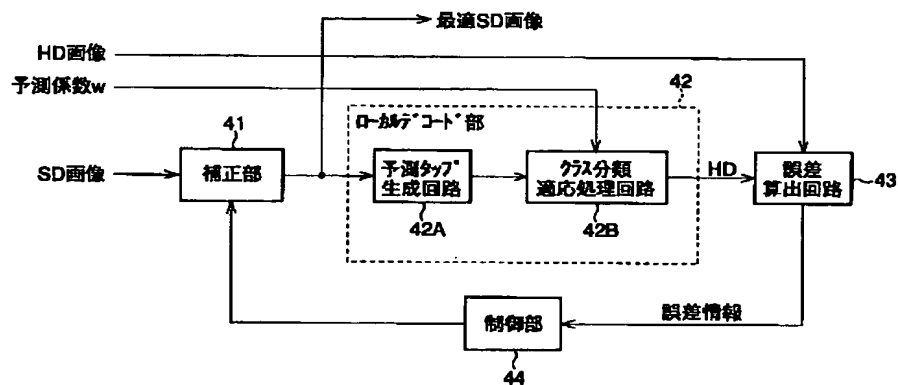 最適SD画像
HD画像
予測係数w
42
ローカルデコード部
41
SD画像
補正部
予測タップ
生成回路
42A
クラス分類
適応処理回路
42B
HD
誤差
算出回路
43
制御部
44
誤差情報